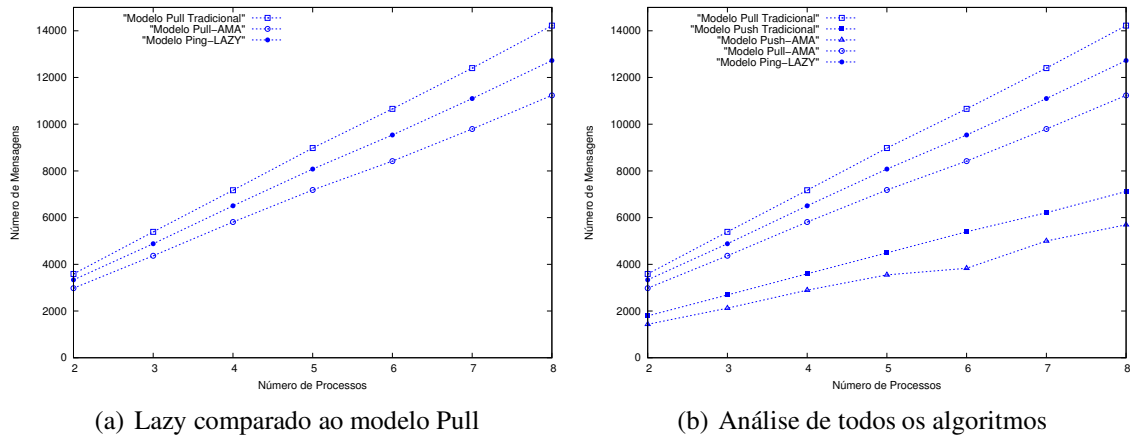 "Modelo Pull Tradicional"
"Modelo Pull-AMA"
"Modelo Ping-LAZY"
14000
12000
10000
8000
6000
4000
2000
0
Número de Mensagens
2 3 4 5 6 7 8
Número de Processos
(a) Lazy comparado ao modelo Pull
"Modelo Pull Tradicional"
"Modelo Push Tradicional"
"Modelo Push-AMA"
"Modelo Pull-AMA"
"Modelo Ping-LAZY"
14000
12000
10000
8000
6000
4000
2000
0
Número de Mensagens
2 3 4 5 6 7 8
Número de Processos
(b) Análise de todos os algoritmos